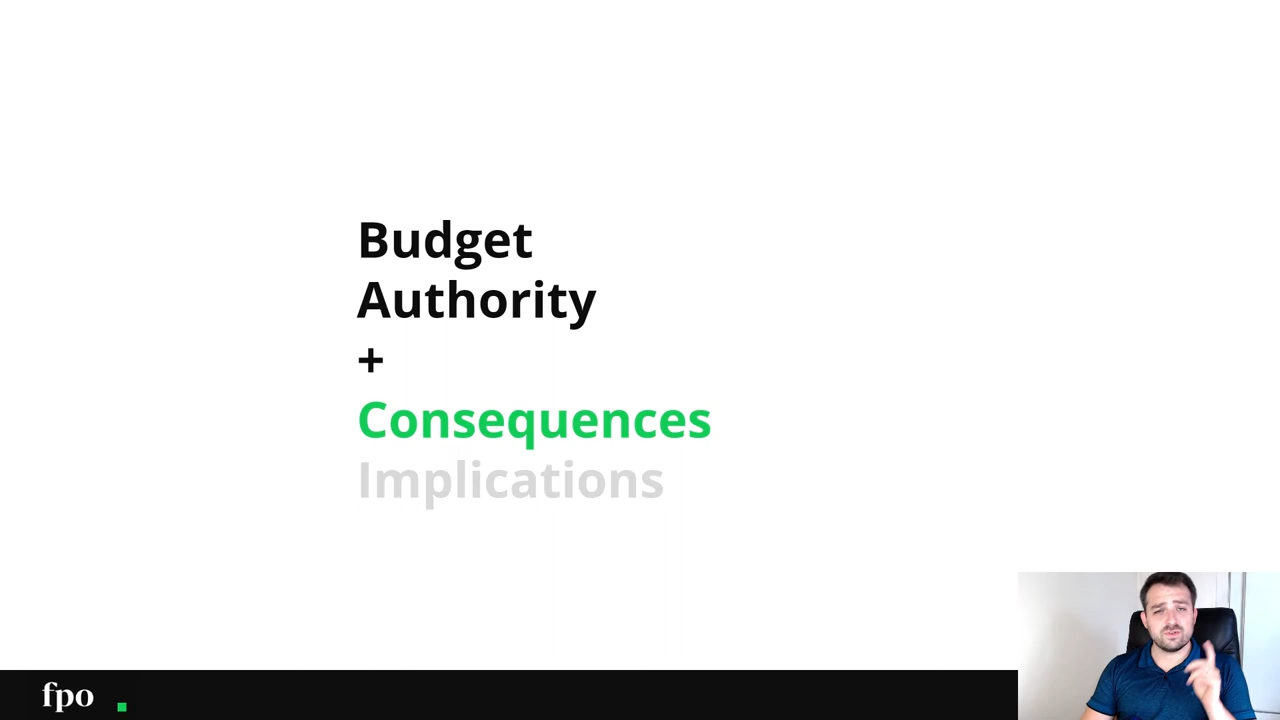 Budget
Authority
+
Consequences
Implications
fpo